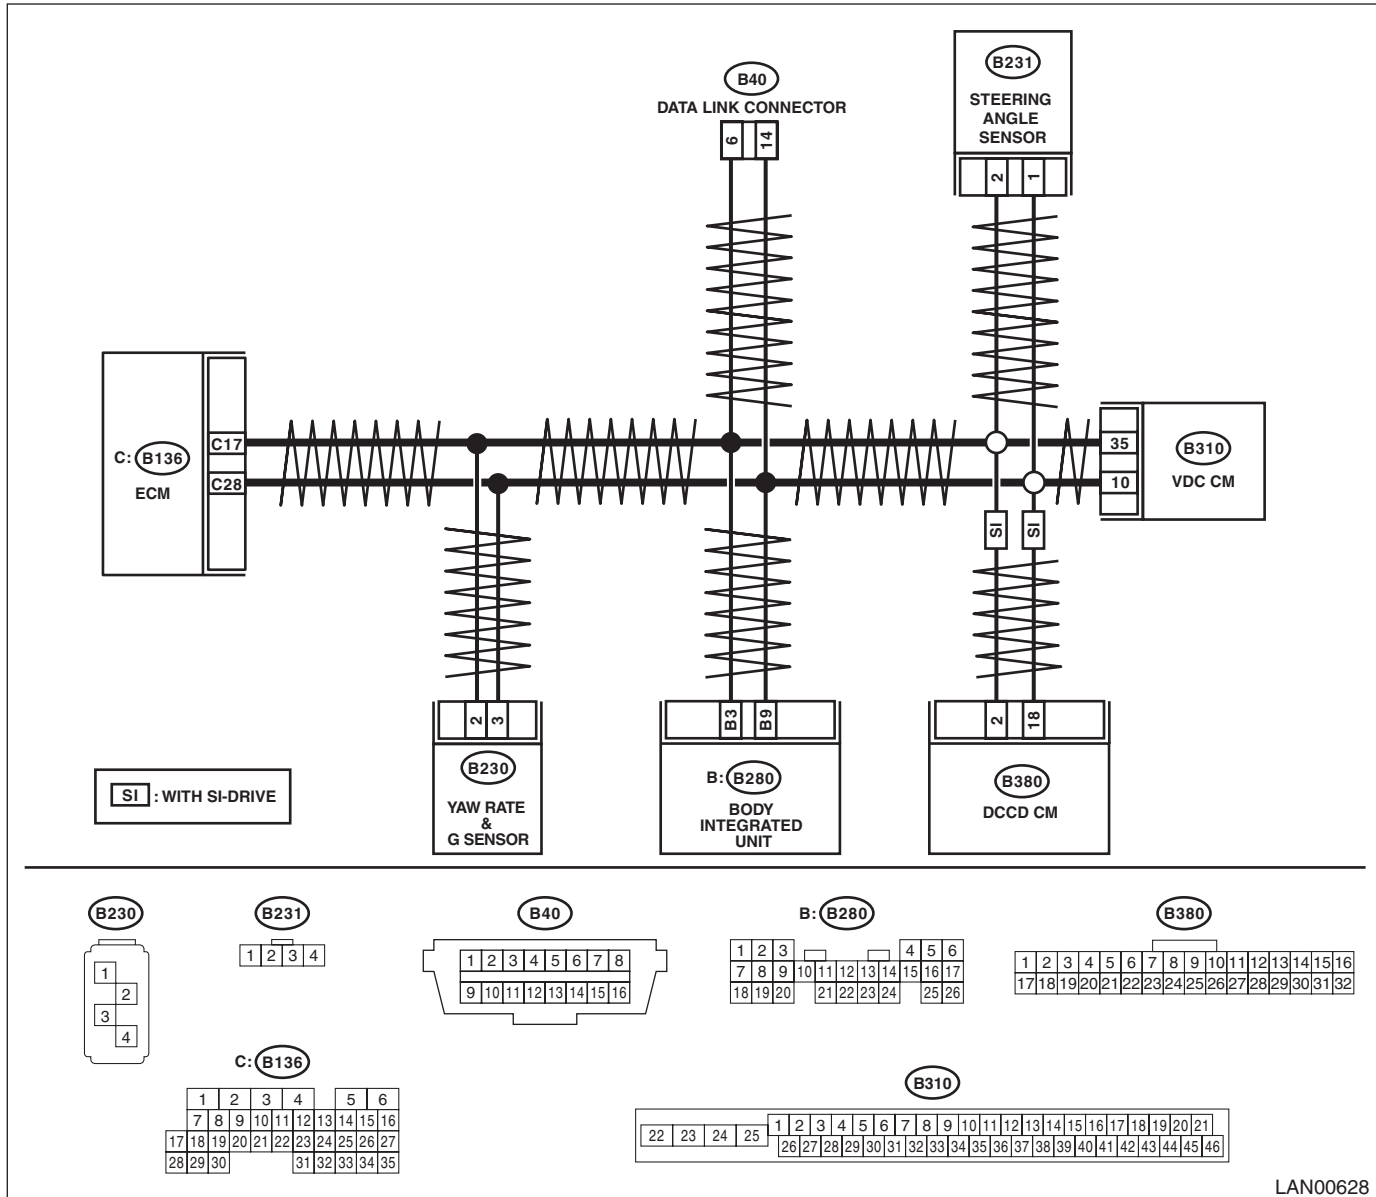 B40
DATA LINK CONNECTOR
6 14
B231
STEERING
ANGLE
SENSOR
2 1
C: B136
ECM
C17
C28
35
10
B310
VDC CM
SI SI
2 3
B230
YAW RATE
&
G SENSOR
B3 B9
B: B280
BODY
INTEGRATED
UNIT
2 18
B380
DCCD CM
SI : WITH SI-DRIVE
B230
1
2
3
4
B231
1 2 3 4
B40
1 2 3 4 5 6 7 8
9 10 11 12 13 14 15 16
B: B280
1 2 3 4 5 6
7 8 9 10 11 12 13 14 15 16 17
18 19 20 21 22 23 24 25 26
B380
1 2 3 4 5 6 7 8 9 10 11 12 13 14 15 16
17 18 19 20 21 22 23 24 25 26 27 28 29 30 31 32
C: B136
1 2 3 4 5 6
7 8 9 10 11 12 13 14 15 16
17 18 19 20 21 22 23 24 25 26 27
28 29 30 31 32 33 34 35
B310
22 23 24 25
1 2 3 4 5 6 7 8 9 10 11 12 13 14 15 16 17 18 19 20 21
26 27 28 29 30 31 32 33 34 35 36 37 38 39 40 41 42 43 44 45 46
LAN00628